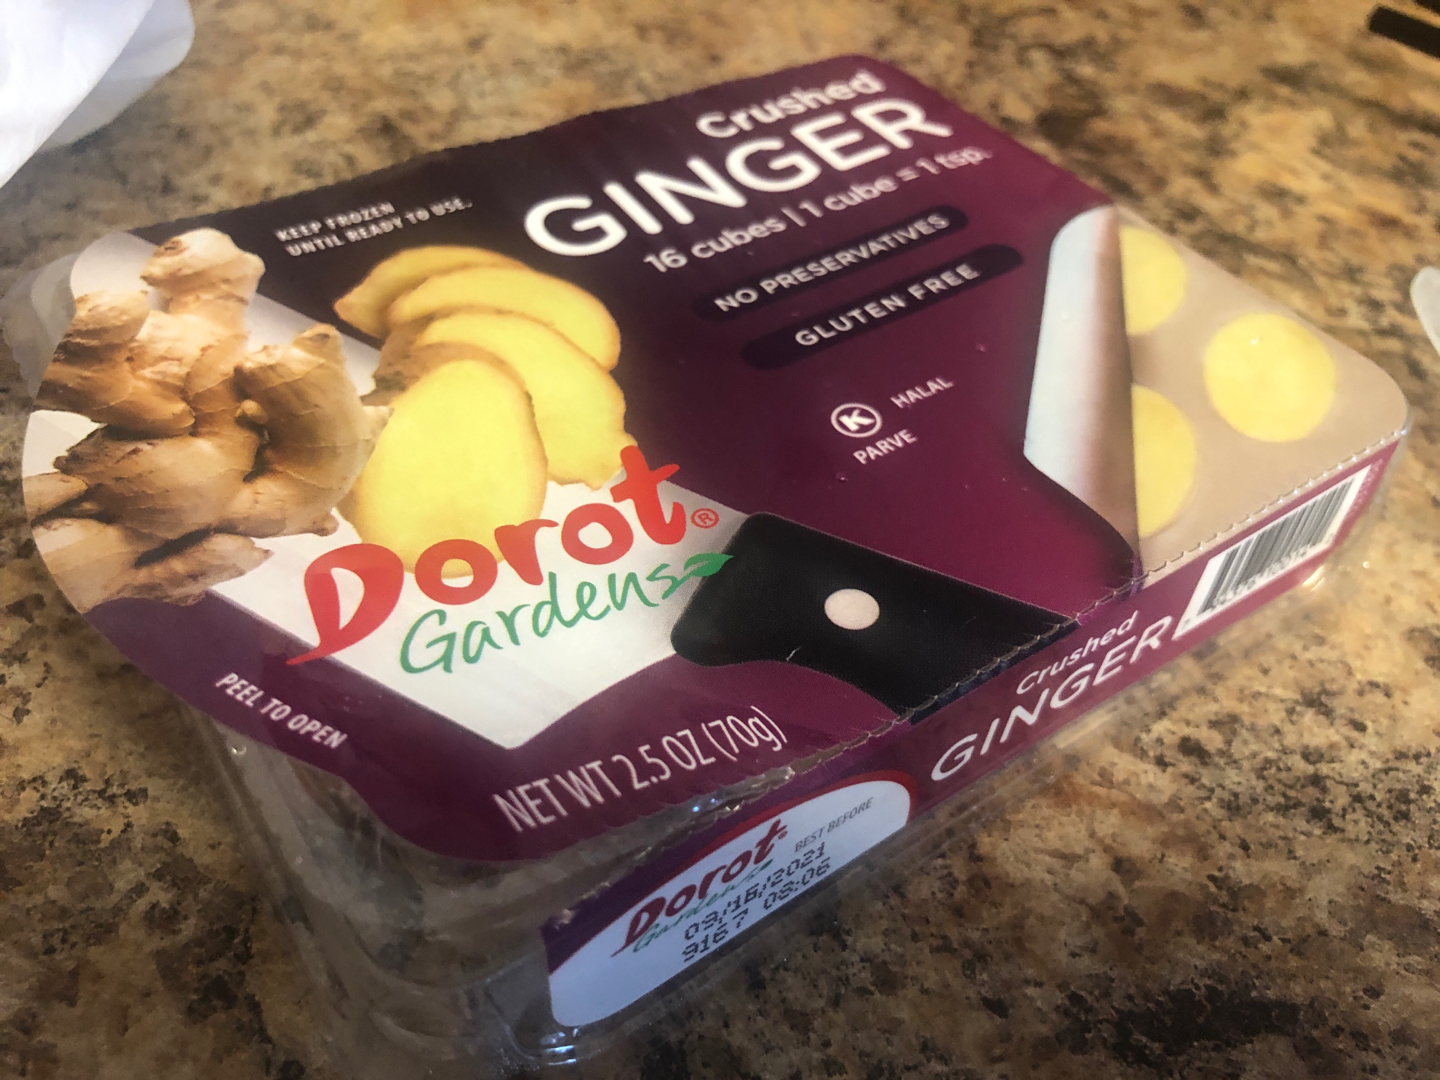 Crushed
GINGER
16 cubes | 1 cube = 1 tsp.
KEEP FROZEN
UNTIL READY TO USE.
NO PRESERVATIVES
GLUTEN FREE
K HALAL
PARVE
Dorot®
Gardens
PEEL TO OPEN
NET WT 2.5 OZ (70g)
Crushed
GINGER
Dorot
Gardens
BEST BEFORE
09/16/2021
9167 08:06